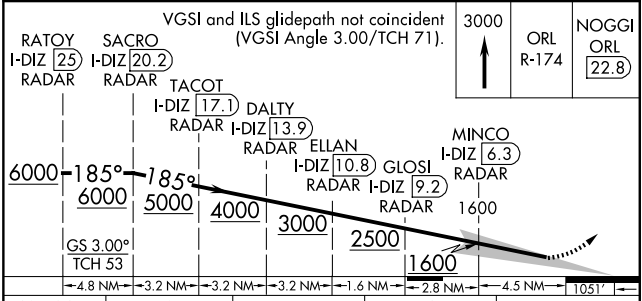 VGSI and ILS glidepath not coincident
(VGSI Angle 3.00/TCH 71).
3000
ORL
R-174
NOGGI
ORL
22.8
RATOY
I-DIZ 25
RADAR
SACRO
I-DIZ 20.2
RADAR
TACOT
I-DIZ 17.1
RADAR
DALTY
I-DIZ 13.9
RADAR
ELLAN
I-DIZ 10.8
RADAR
GLOSI
I-DIZ 9.2
RADAR
MINCO
I-DIZ 6.3
RADAR
1600
6000
185°
6000
185°
5000
4000
3000
2500
1600
GS 3.00°
TCH 53
4.8 NM
3.2 NM
3.2 NM
3.2 NM
1.6 NM
2.8 NM
4.5 NM
1051'